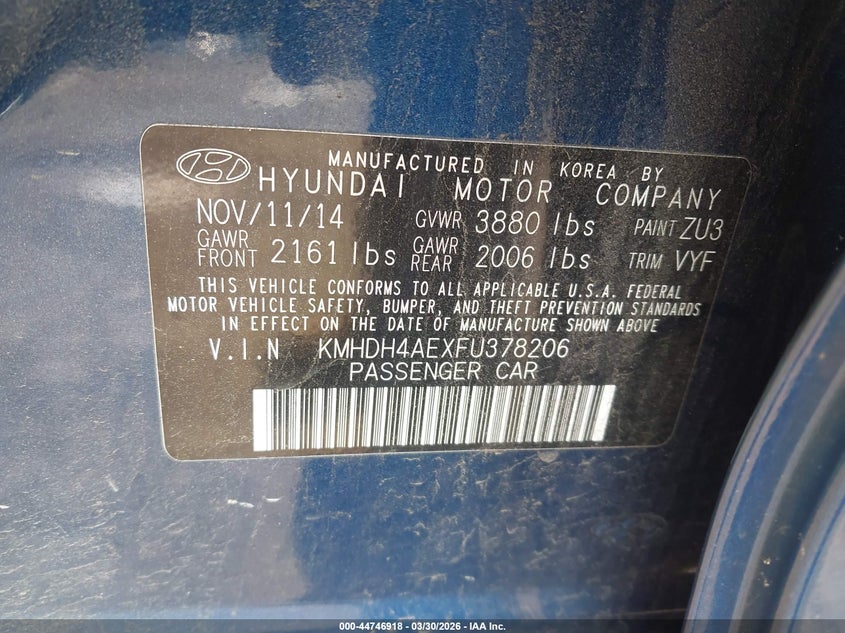 MANUFACTURED IN KOREA BY
HYUNDAI MOTOR COMPANY
NOV/11/14 GVWR 3880 lbs PAINT ZU3
GAWR FRONT 2161 lbs GAWR REAR 2006 lbs TRIM VYF
THIS VEHICLE CONFORMS TO ALL APPLICABLE U.S.A. FEDERAL
MOTOR VEHICLE SAFETY, BUMPER, AND THEFT PREVENTION STANDARDS
IN EFFECT ON THE DATE OF MANUFACTURE SHOWN ABOVE
V.I.N KMHDH4AEXFU378206
PASSENGER CAR
000-44746918 - 03/30/2026 - IAA Inc.